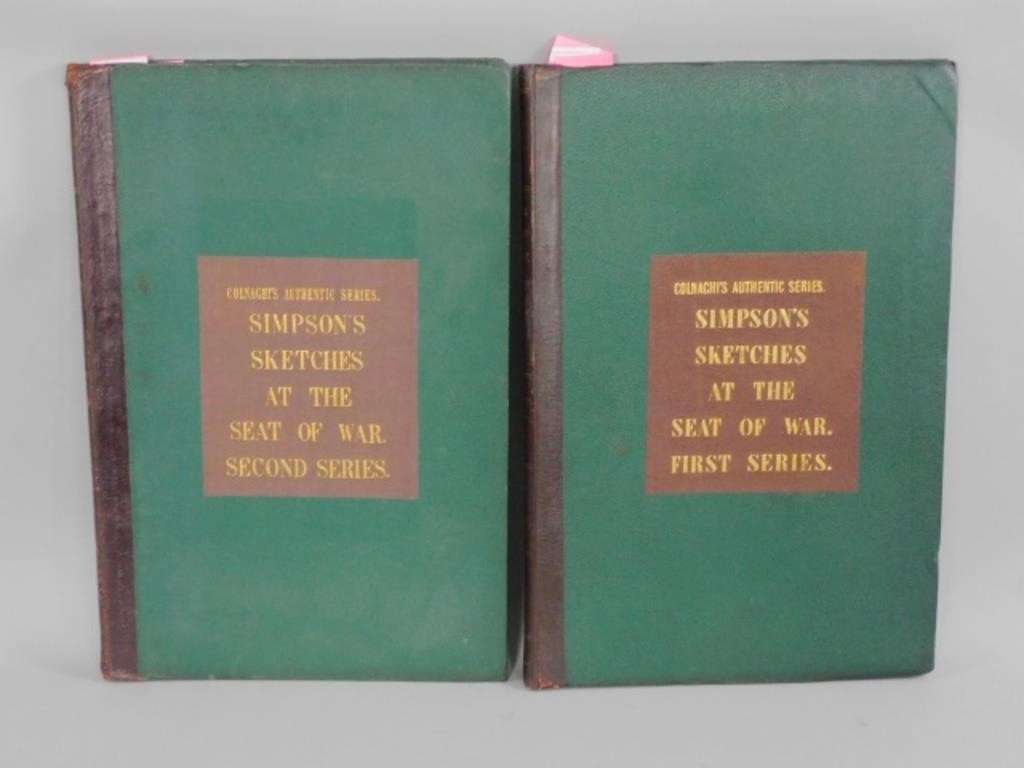 COLNAGHI'S AUTHENTIC SERIES.
SIMPSON'S
SKETCHES
AT THE
SEAT OF WAR.
SECOND SERIES.
COLNAGHI'S AUTHENTIC SERIES.
SIMPSON'S
SKETCHES
AT THE
SEAT OF WAR.
FIRST SERIES.